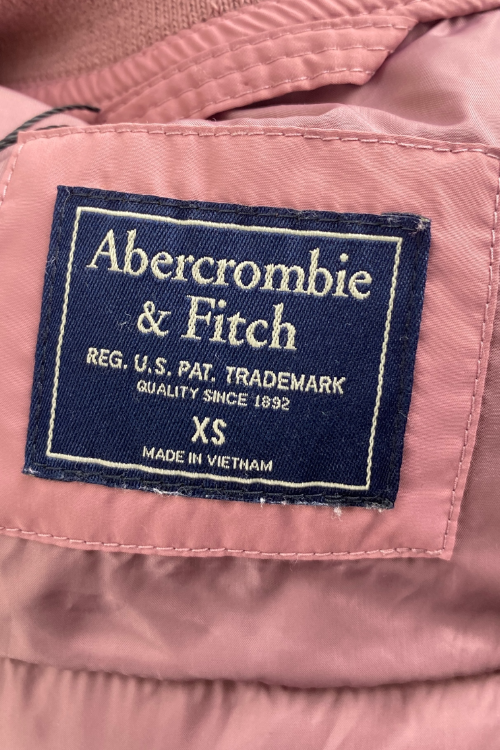 Abercrombie
& Fitch
REG. U.S. PAT. TRADEMARK
QUALITY SINCE 1892
XS
MADE IN VIETNAM